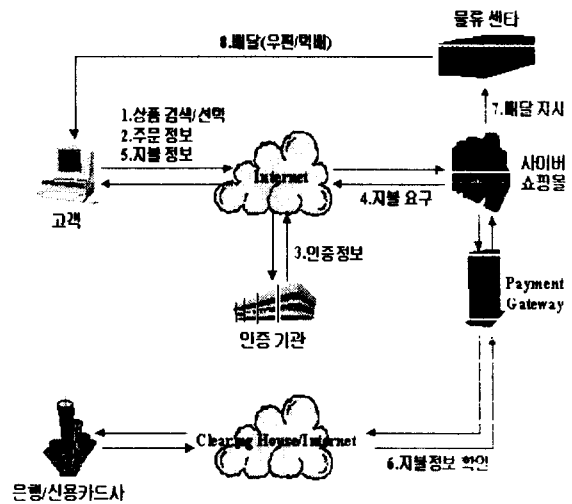 물류 센타
8.배달(우편/택배)
7.배달 지시
1.상품 검색/선택
2.주문 정보
5.지불 정보
Internet
사이버
쇼핑몰
4.지불 요구
고객
3.인증정보
Payment
Gateway
인증 기관
Clearing House/Internet
6.지불정보 확인
은행/신용카드사